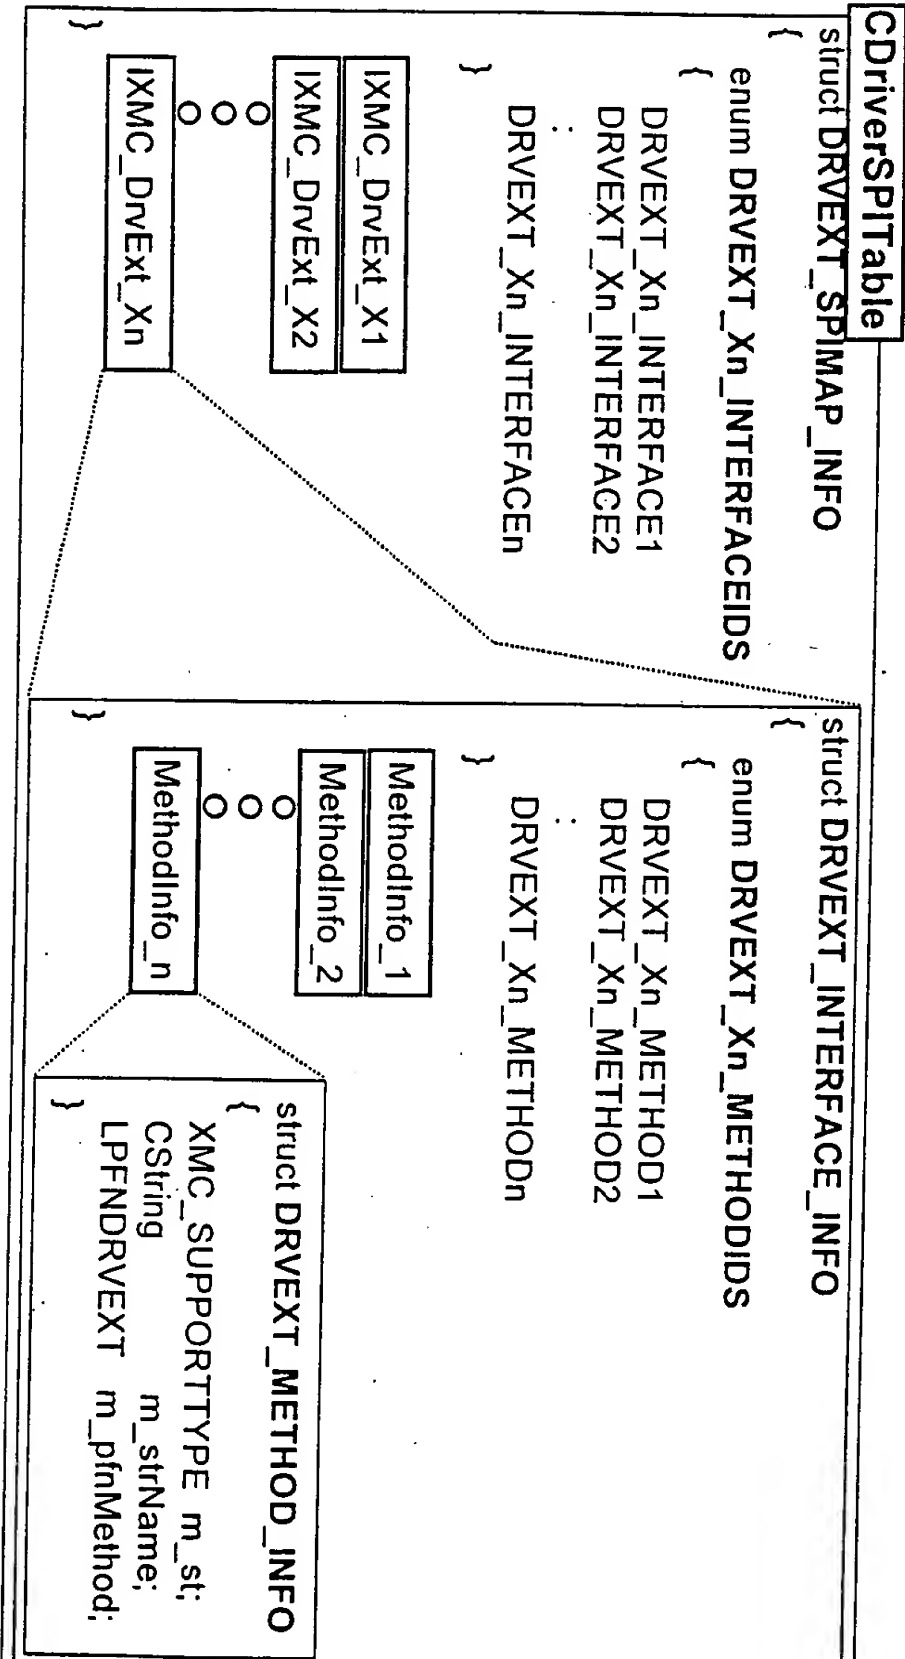 CDriverSPITable
struct DRVEXT_SPIMAP_INFO
{
enum DRVEXT_Xn_INTERFACEIDS
{
DRVEXT_Xn_INTERFACE1
DRVEXT_Xn_INTERFACE2
:
DRVEXT_Xn_INTERFACEn
}
IXMC_DrvExt_X1
IXMC_DrvExt_X2
IXMC_DrvExt_Xn
}
struct DRVEXT_INTERFACE_INFO
{
enum DRVEXT_Xn_METHODIDS
{
DRVEXT_Xn_METHOD1
DRVEXT_Xn_METHOD2
:
DRVEXT_Xn_METHODn
}
MethodInfo_1
MethodInfo_2
MethodInfo_n
}
struct DRVEXT_METHOD_INFO
{
XMC_SUPPORTTYPE m_st;
CString m_strName;
LPFNDRVEXT m_pfnMethod;
}